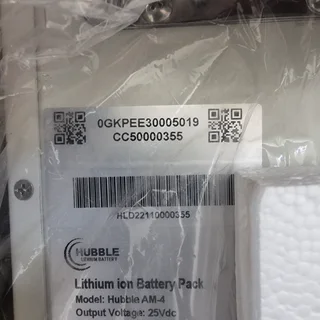 0GKPEE30005019
CC50000355
HLD22110000355
HUBBLE
LITHIUM BATTERY
Lithium ion Battery Pack
Model: Hubble AM-4
Output Voltage: 25Vdc